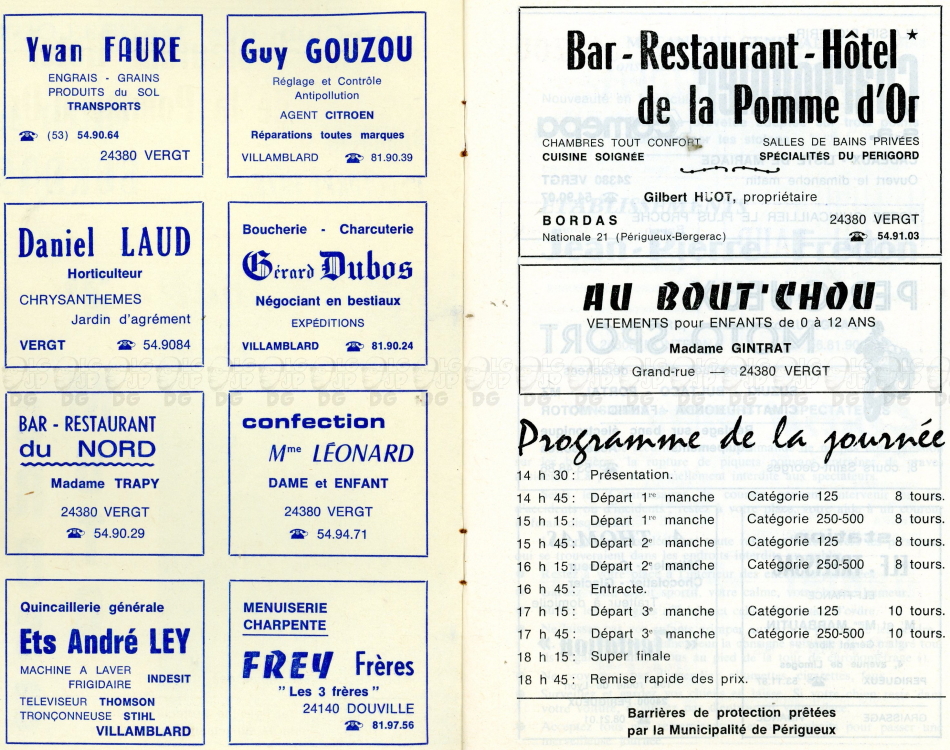 Yvan FAURE
ENGRAIS - GRAINS
PRODUITS du SOL
TRANSPORTS
☎ (53) 54.90.64
24380 VERGT
Guy GOUZOU
Réglage et Contrôle
Antipollution
AGENT CITROEN
Réparations toutes marques
VILLAMBLARD ☎ 81.90.39
Daniel LAUD
Horticulteur
CHRYSANTHEMES
Jardin d'agrément
VERGT ☎ 54.9084
Boucherie - Charcuterie
Gérard Dubos
Négociant en bestiaux
EXPÉDITIONS
VILLAMBLARD ☎ 81.90.24
BAR - RESTAURANT
du NORD
Madame TRAPY
24380 VERGT
☎ 54.90.29
confection
Mme LÉONARD
DAME et ENFANT
24380 VERGT
☎ 54.94.71
Quincaillerie générale
Ets André LEY
MACHINE A LAVER
FRIGIDAIRE INDESIT
TELEVISEUR THOMSON
TRONÇONNEUSE STIHL
VILLAMBLARD
MENUISERIE
CHARPENTE
FREY Frères
" Les 3 frères "
24140 DOUVILLE
☎ 81.97.56
Bar - Restaurant - Hôtel *
de la Pomme d'Or
CHAMBRES TOUT CONFORT SALLES DE BAINS PRIVÉES
CUISINE SOIGNÉE SPÉCIALITÉS DU PERIGORD
Gilbert HUOT, propriétaire
BORDAS 24380 VERGT
Nationale 21 (Périgueux-Bergerac) ☎ 54.91.03
AU BOUT'CHOU
VETEMENTS pour ENFANTS de 0 à 12 ANS
Madame GINTRAT
Grand-rue — 24380 VERGT
Programme de la journée
14 h 30 : Présentation.
14 h 45 : Départ 1re manche Catégorie 125 8 tours.
15 h 15 : Départ 1re manche Catégorie 250-500 8 tours.
15 h 45 : Départ 2e manche Catégorie 125 8 tours.
16 h 15 : Départ 2e manche Catégorie 250-500 8 tours.
16 h 45 : Entracte.
17 h 15 : Départ 3e manche Catégorie 125 10 tours.
17 h 45 : Départ 3e manche Catégorie 250-500 10 tours.
18 h 15 : Super finale
18 h 45 : Remise rapide des prix.
Barrières de protection prêtées
par la Municipalité de Périgueux